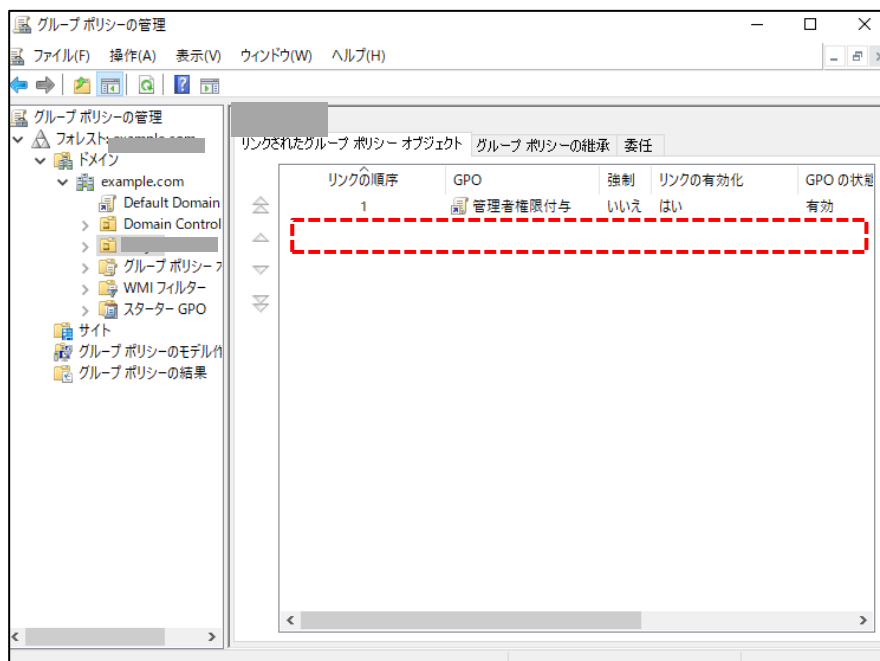 グループ ポリシーの管理
ファイル(F) 操作(A) 表示(V) ウィンドウ(W) ヘルプ(H)
グループ ポリシーの管理
フォレスト: example.com
ドメイン
example.com
Default Domain
Domain Control
グループ ポリシー オ
WMI フィルター
スターター GPO
サイト
グループ ポリシーのモデル作
グループ ポリシーの結果
リンクされたグループ ポリシー オブジェクト グループ ポリシーの継承 委任
リンクの順序 GPO 強制 リンクの有効化 GPO の状態
1 管理者権限付与 いいえ はい 有効